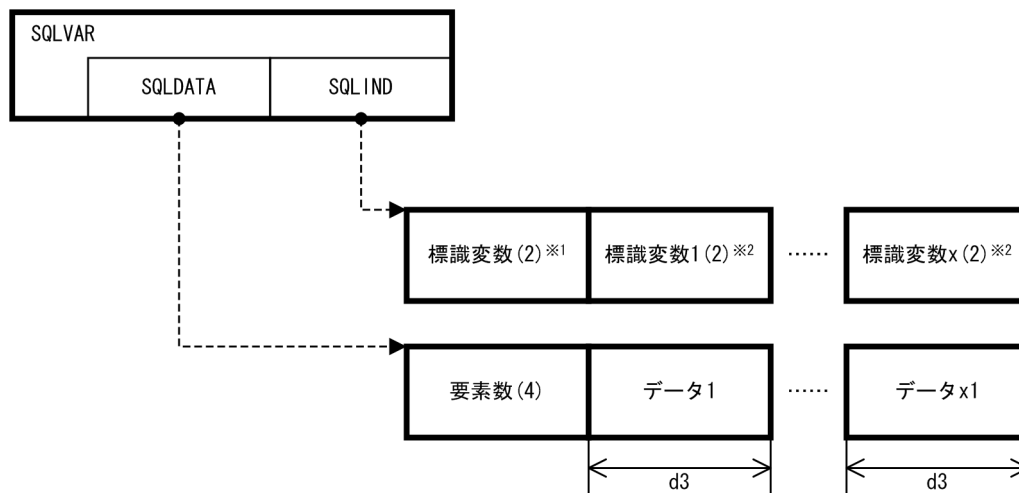 SQLVAR
SQLDATA
SQLIND
標識変数(2)※1
標識変数1(2)※2
……
標識変数x(2)※2
要素数(4)
データ1
……
データx1
d3
d3